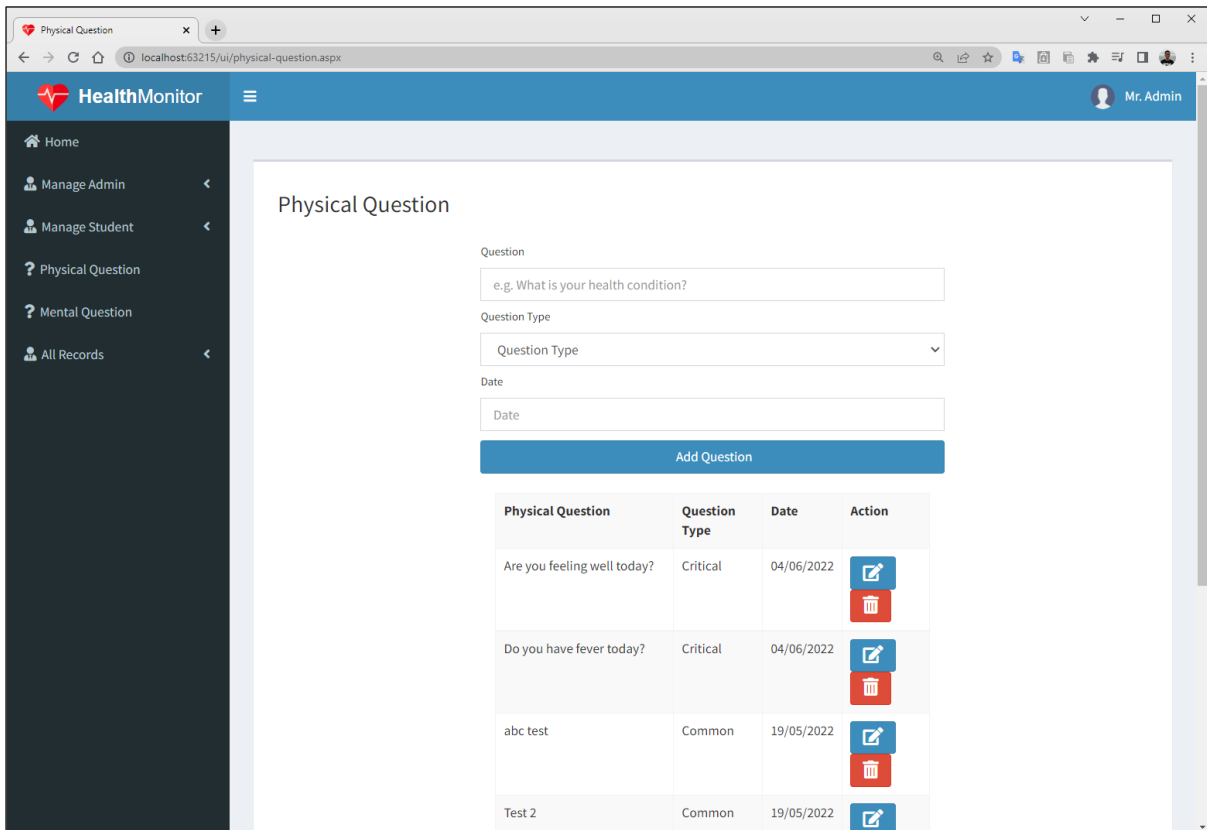 Physical Question
localhost:63215/ui/physical-question.aspx
HealthMonitor
Mr. Admin
Home
Manage Admin
Manage Student
Physical Question
Mental Question
All Records
Physical Question
Question
e.g. What is your health condition?
Question Type
Question Type
Date
Date
Add Question
Physical Question Question Date Action
Type
Are you feeling well today? Critical 04/06/2022
Do you have fever today? Critical 04/06/2022
abc test Common 19/05/2022
Test 2 Common 19/05/2022